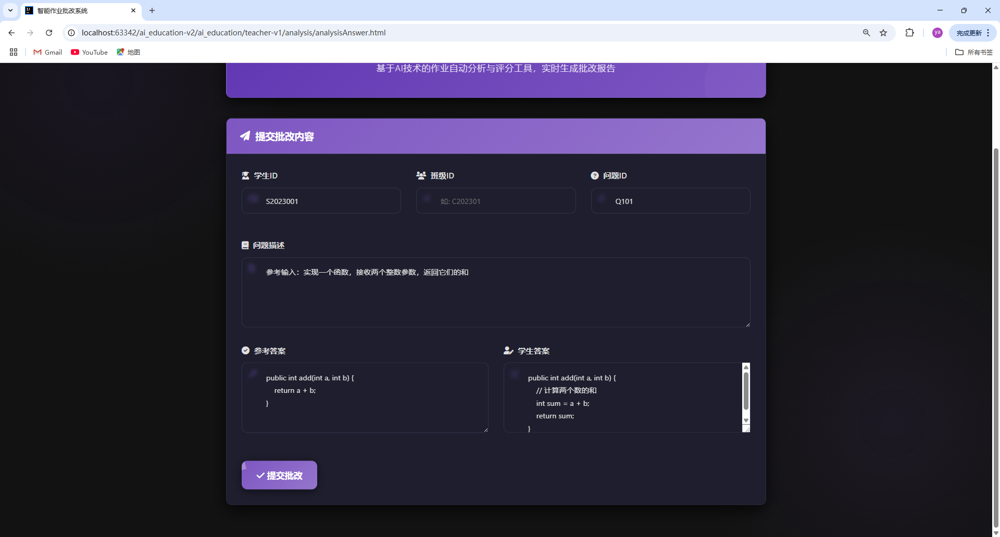 智能作业批改系统
localhost:63342/ai_education-v2/ai_education/teacher-v1/analysis/analysisAnswer.html
ya
完成更新
Gmail
YouTube
地图
所有书签
基于AI技术的作业自动分析与评分工具，实时生成批改报告
提交批改内容
学生ID
班级ID
问题ID
S2023001
如: C202301
Q101
问题描述
参考输入：实现一个函数，接收两个整数参数，返回它们的和
参考答案
public int add(int a, int b) {
return a + b;
}
学生答案
public int add(int a, int b) {
// 计算两个数的和
int sum = a + b;
return sum;
}
提交批改